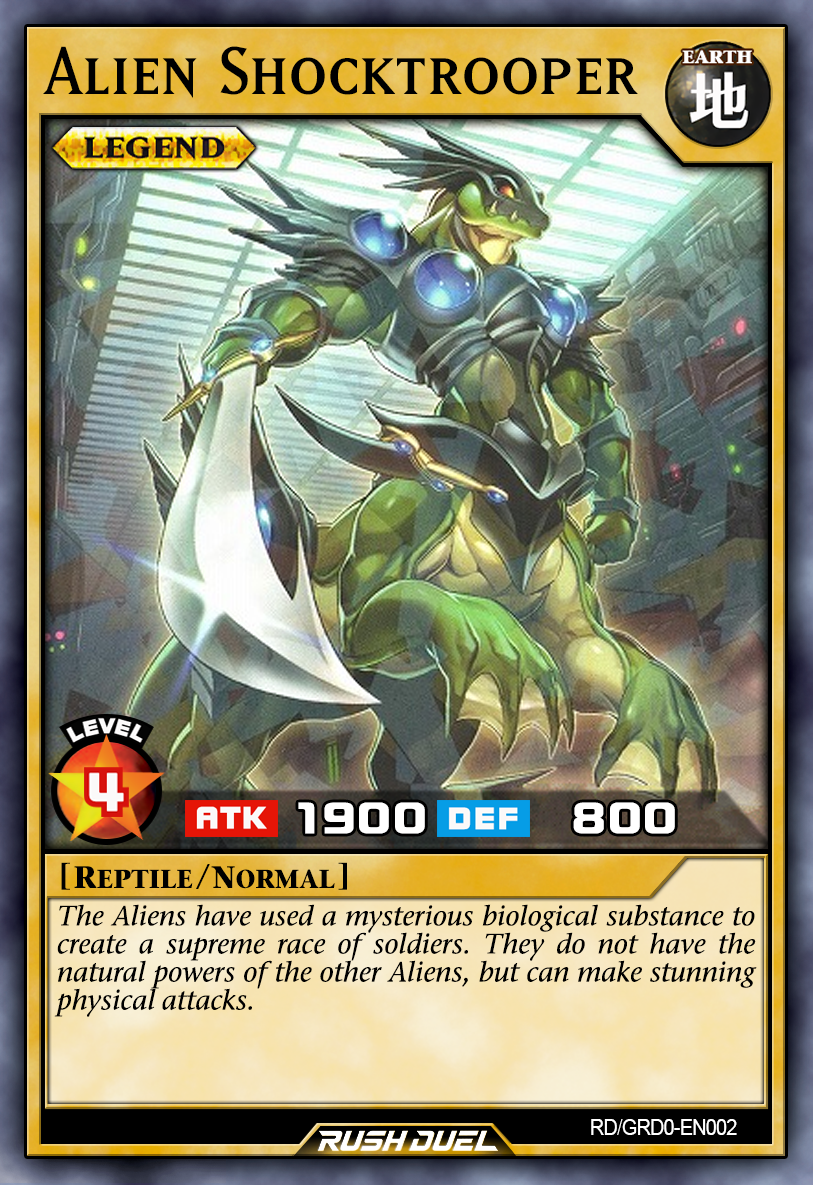 Alien Shocktrooper
EARTH
地
LEGEND
LEVEL
4
ATK 1900 DEF 800
[Reptile/Normal]
The Aliens have used a mysterious biological substance to
create a supreme race of soldiers. They do not have the
natural powers of the other Aliens, but can make stunning
physical attacks.
RD/GRD0-EN002
RUSH DUEL